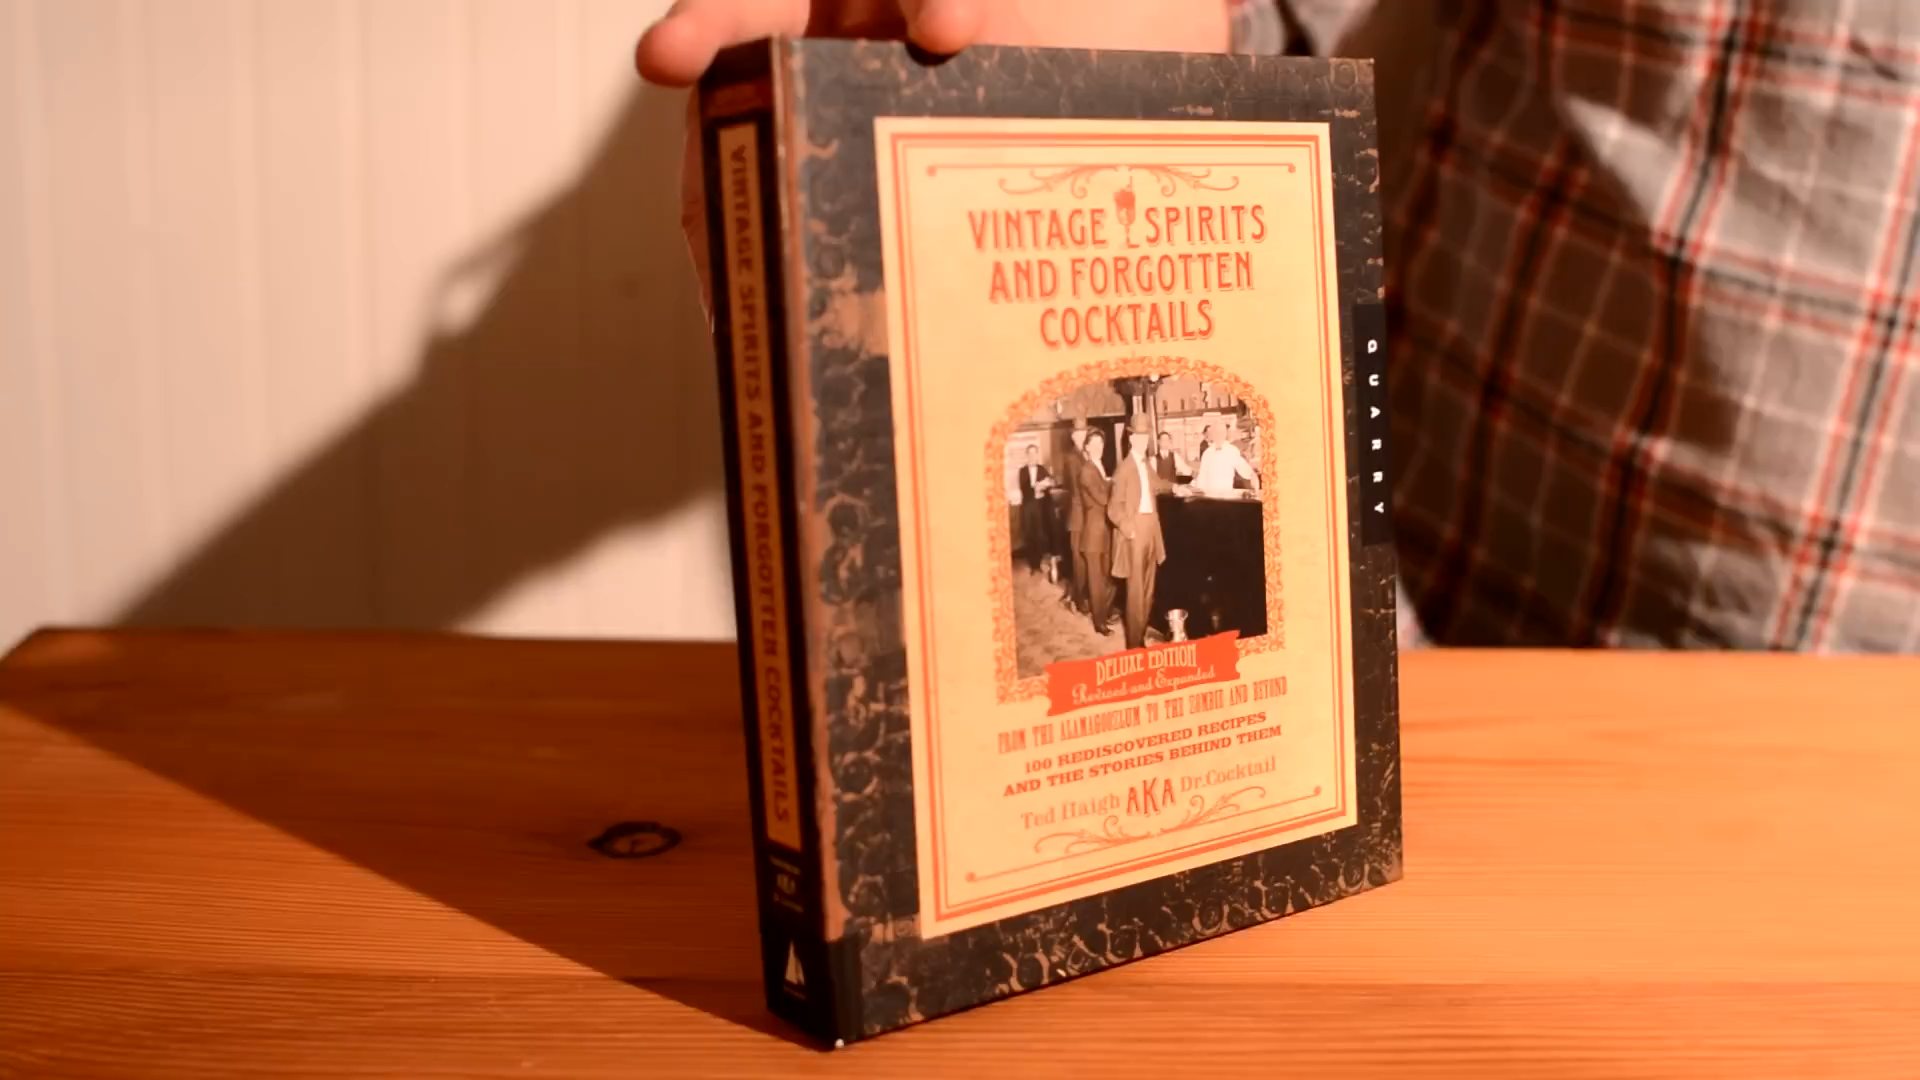 VINTAGE SPIRITS AND FORGOTTEN COCKTAILS
VINTAGE SPIRITS
AND FORGOTTEN
COCKTAILS
DELUXE EDITION
Revised and Expanded
FROM THE ALAMAGOOZLUM TO THE ZOMBIE AND BEYOND
100 REDISCOVERED RECIPES
AND THE STORIES BEHIND THEM
Ted Haigh AKA Dr. Cocktail
QUARRY